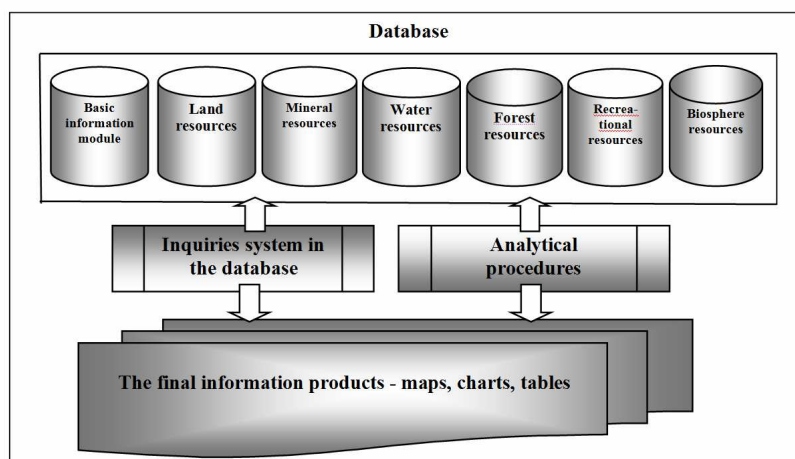 Database
Basic
information
module
Land
resources
Mineral
resources
Water
resources
Forest
resources
Recrea-
tional
resources
Biosphere
resources
Inquiries system in
the database
Analytical
procedures
The final information products - maps, charts, tables